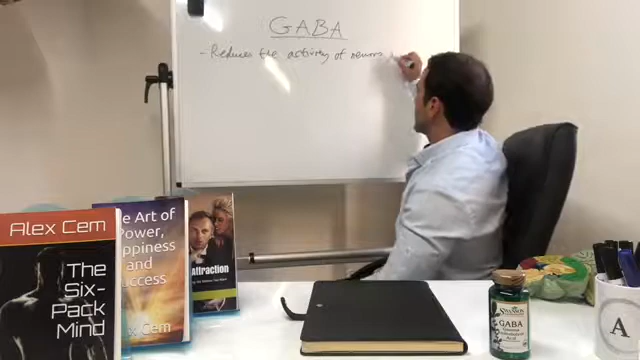 GABA
- Reduces the activity of neurons
Alex Cem
The
Six-
Pack
Mind
The Art of
Power,
Happiness
and
Success
Alex Cem
Attraction
SWANSON
GABA
A